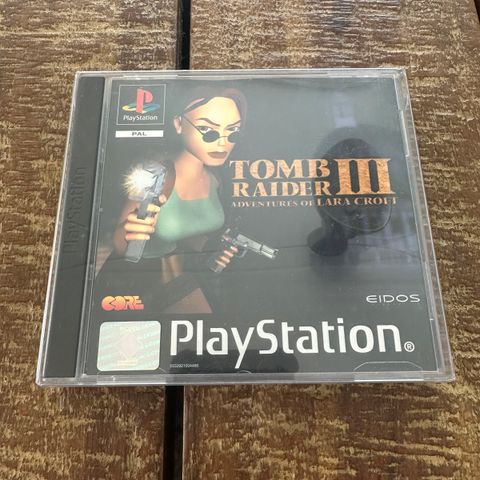 PlayStation
PAL
PlayStation
TOMB
RAIDER III
ADVENTURES OF LARA CROFT
CORE
EIDOS
PlayStation®